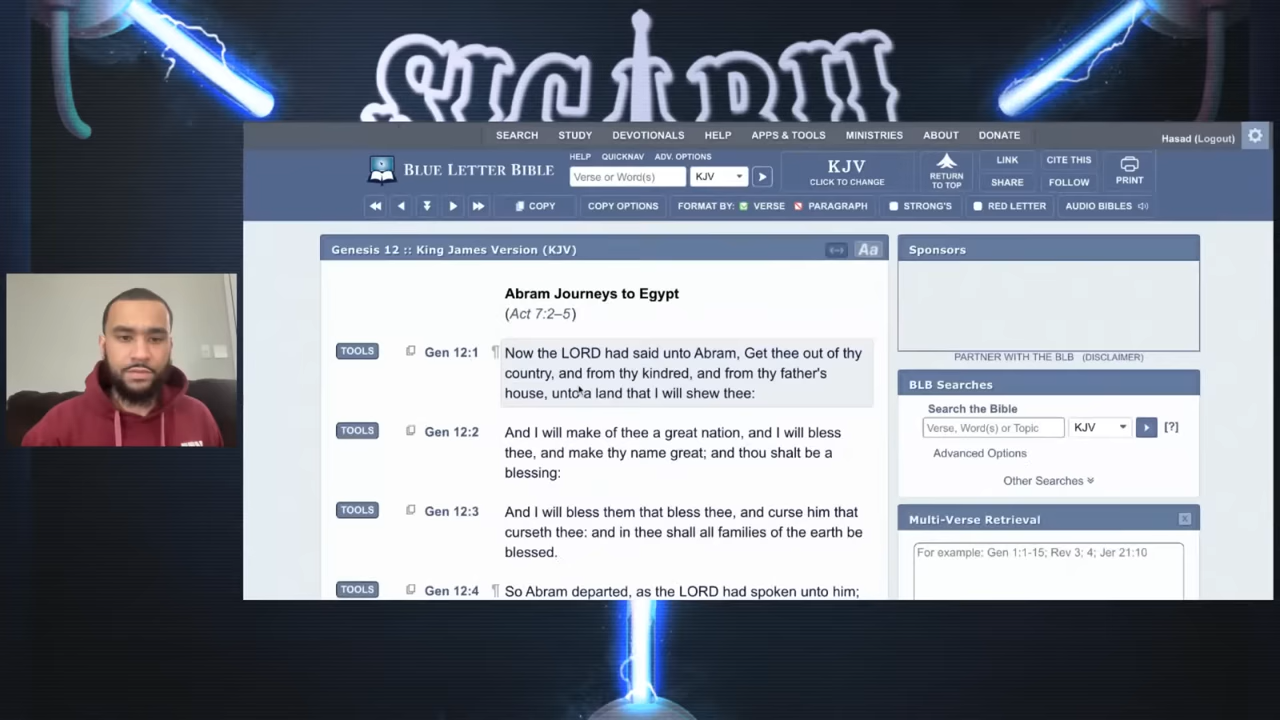 SICARII
SEARCH STUDY DEVOTIONALS HELP APPS & TOOLS MINISTRIES ABOUT DONATE
Hasad (Logout)
BLUE LETTER BIBLE
HELP QUICKNAV ADV. OPTIONS
Verse or Word(s) KJV
KJV
CLICK TO CHANGE
RETURN
TO TOP
LINK CITE THIS
SHARE FOLLOW
PRINT
COPY COPY OPTIONS FORMAT BY: VERSE PARAGRAPH STRONG'S RED LETTER AUDIO BIBLES
Genesis 12 :: King James Version (KJV)
Aa
Abram Journeys to Egypt
(Act 7:2–5)
TOOLS Gen 12:1 ¶ Now the LORD had said unto Abram, Get thee out of thy
country, and from thy kindred, and from thy father's
house, unto a land that I will shew thee:
TOOLS Gen 12:2 And I will make of thee a great nation, and I will bless
thee, and make thy name great; and thou shalt be a
blessing:
TOOLS Gen 12:3 And I will bless them that bless thee, and curse him that
curseth thee: and in thee shall all families of the earth be
blessed.
TOOLS Gen 12:4 ¶ So Abram departed, as the LORD had spoken unto him;
Sponsors
PARTNER WITH THE BLB (DISCLAIMER)
BLB Searches
Search the Bible
Verse, Word(s) or Topic KJV [?]
Advanced Options
Other Searches
Multi-Verse Retrieval x
For example: Gen 1:1-15; Rev 3; 4; Jer 21:10